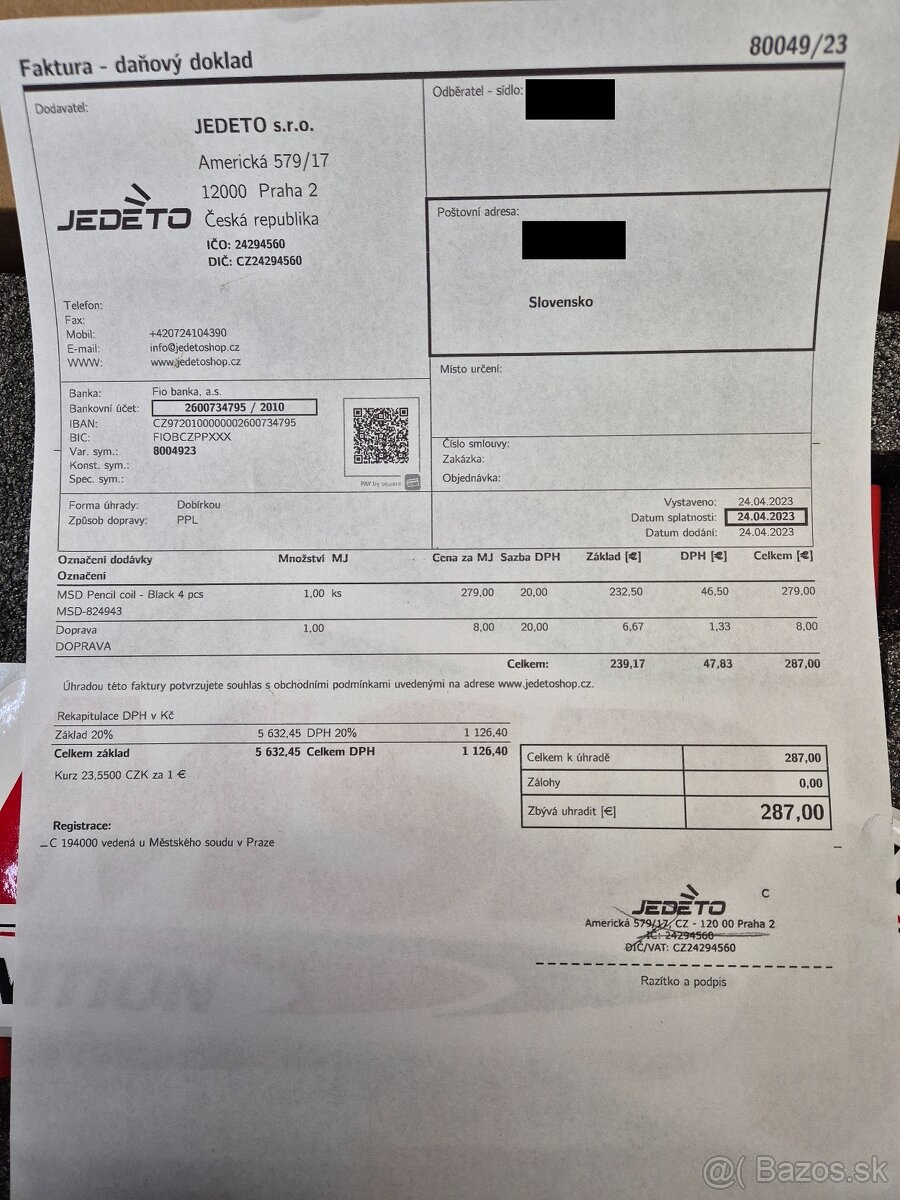 Faktura - daňový doklad
80049/23
Dodavatel:
JEDETO s.r.o.
Americká 579/17
12000 Praha 2
JEDETO
Česká republika
IČO: 24294560
DIČ: CZ24294560
Telefon:
Fax:
Mobil: +420724104390
E-mail: info@jedetoshop.cz
WWW: www.jedetoshop.cz
Odběratel - sídlo:
Poštovní adresa:
Slovensko
Místo určení:
Banka: Fio banka, a.s.
Bankovní účet: 2600734795 / 2010
IBAN: CZ9720100000002600734795
BIC: FIOBCZPPXXX
Var. sym.: 8004923
Konst. sym.:
Spec. sym.:
PAY by square
Číslo smlouvy:
Zakázka:
Objednávka:
Forma úhrady: Dobírkou
Způsob dopravy: PPL
Vystaveno: 24.04.2023
Datum splatnosti: 24.04.2023
Datum dodání: 24.04.2023
Označení dodávky Množství MJ Cena za MJ Sazba DPH Základ [€] DPH [€] Celkem [€]
Označení
MSD Pencil coil - Black 4 pcs 1,00 ks 279,00 20,00 232,50 46,50 279,00
MSD-824943
Doprava 1,00 8,00 20,00 6,67 1,33 8,00
DOPRAVA
Celkem: 239,17 47,83 287,00
Úhradou této faktury potvrzujete souhlas s obchodními podmínkami uvedenými na adrese www.jedetoshop.cz.
Rekapitulace DPH v Kč
Základ 20% 5 632,45 DPH 20% 1 126,40
Celkem základ 5 632,45 Celkem DPH 1 126,40
Kurz 23,5500 CZK za 1 €
Celkem k úhradě 287,00
Zálohy 0,00
Zbývá uhradit [€] 287,00
Registrace:
C 194000 vedená u Městského soudu v Praze
JEDETO C
Americká 579/17, CZ - 120 00 Praha 2
IČ: 24294560
DIČ/VAT: CZ24294560
Razítko a podpis
@( Bazos.sk